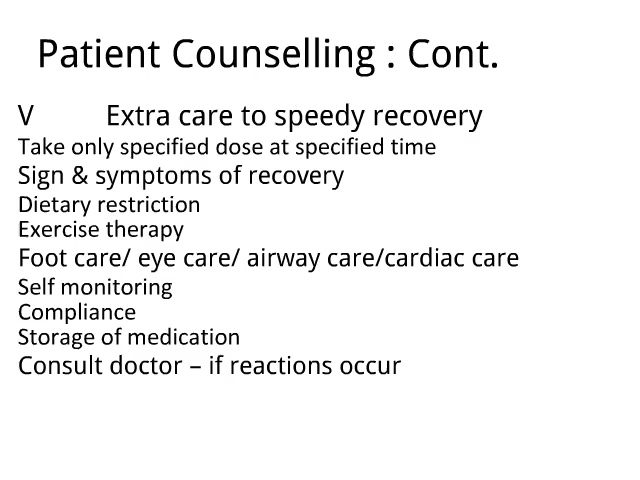 Patient Counselling : Cont.
V Extra care to speedy recovery
Take only specified dose at specified time
Sign & symptoms of recovery
Dietary restriction
Exercise therapy
Foot care/ eye care/ airway care/cardiac care
Self monitoring
Compliance
Storage of medication
Consult doctor – if reactions occur